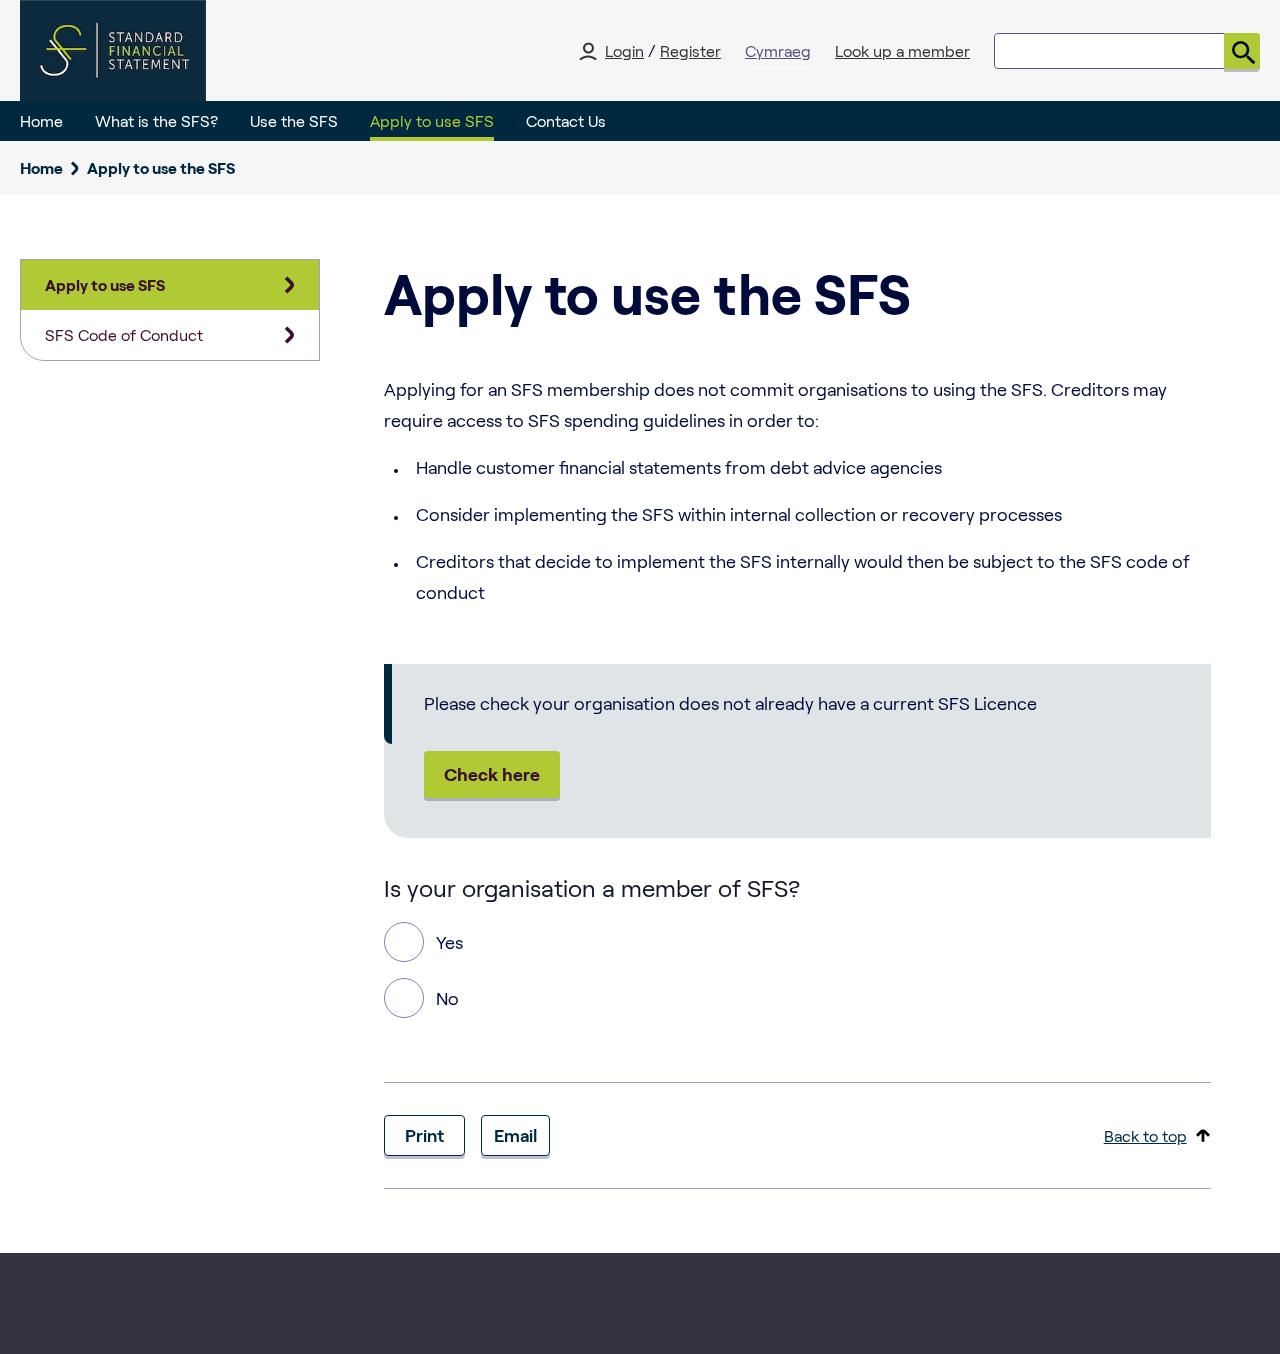 STANDARD
FINANCIAL
STATEMENT
Login / Register
Cymraeg
Look up a member
Home
What is the SFS?
Use the SFS
Apply to use SFS
Contact Us
Home
Apply to use the SFS
Apply to use SFS
SFS Code of Conduct
Apply to use the SFS
Applying for an SFS membership does not commit organisations to using the SFS. Creditors may
require access to SFS spending guidelines in order to:
• Handle customer financial statements from debt advice agencies
• Consider implementing the SFS within internal collection or recovery processes
• Creditors that decide to implement the SFS internally would then be subject to the SFS code of
conduct
Please check your organisation does not already have a current SFS Licence
Check here
Is your organisation a member of SFS?
Yes
No
Print
Email
Back to top